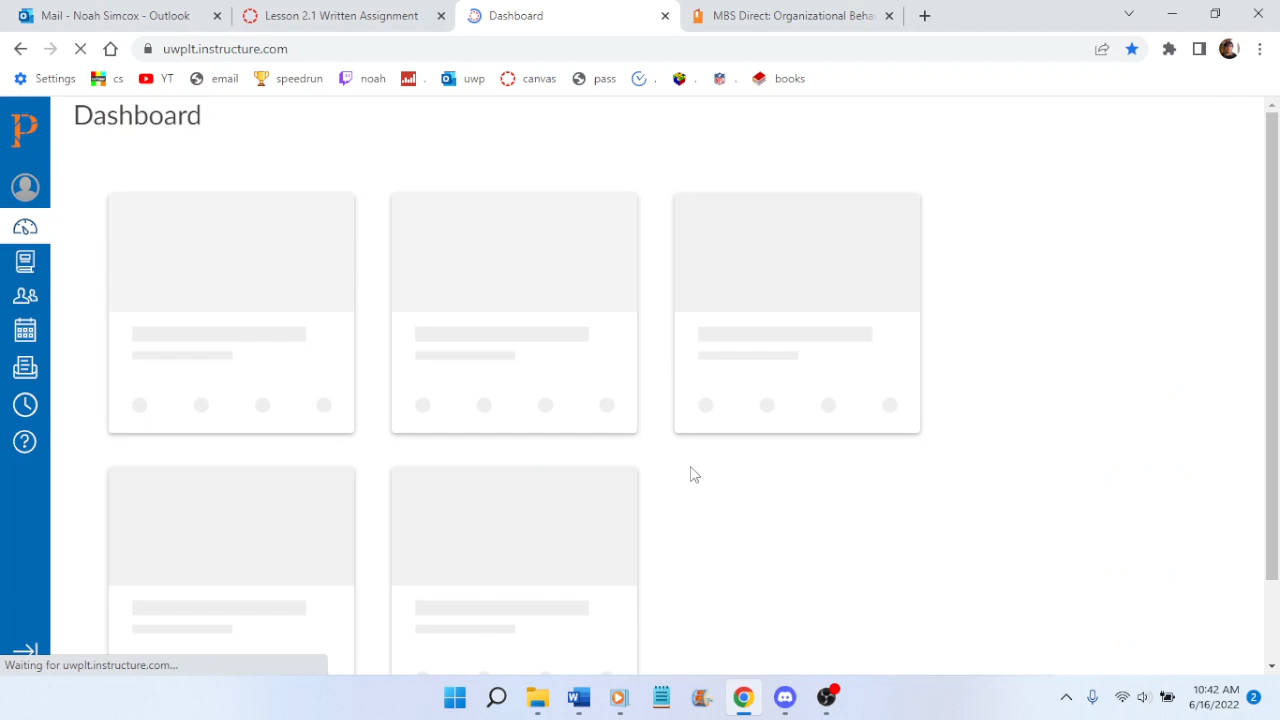 Mail - Noah Simcox - Outlook
Lesson 2.1 Written Assignment
Dashboard
MBS Direct: Organizational Beha
uwplt.instructure.com
Settings
cs
YT
email
speedrun
noah
.
uwp
canvas
pass
.
.
.
books
P
Dashboard
Waiting for uwplt.instructure.com...
10:42 AM
6/16/2022
2